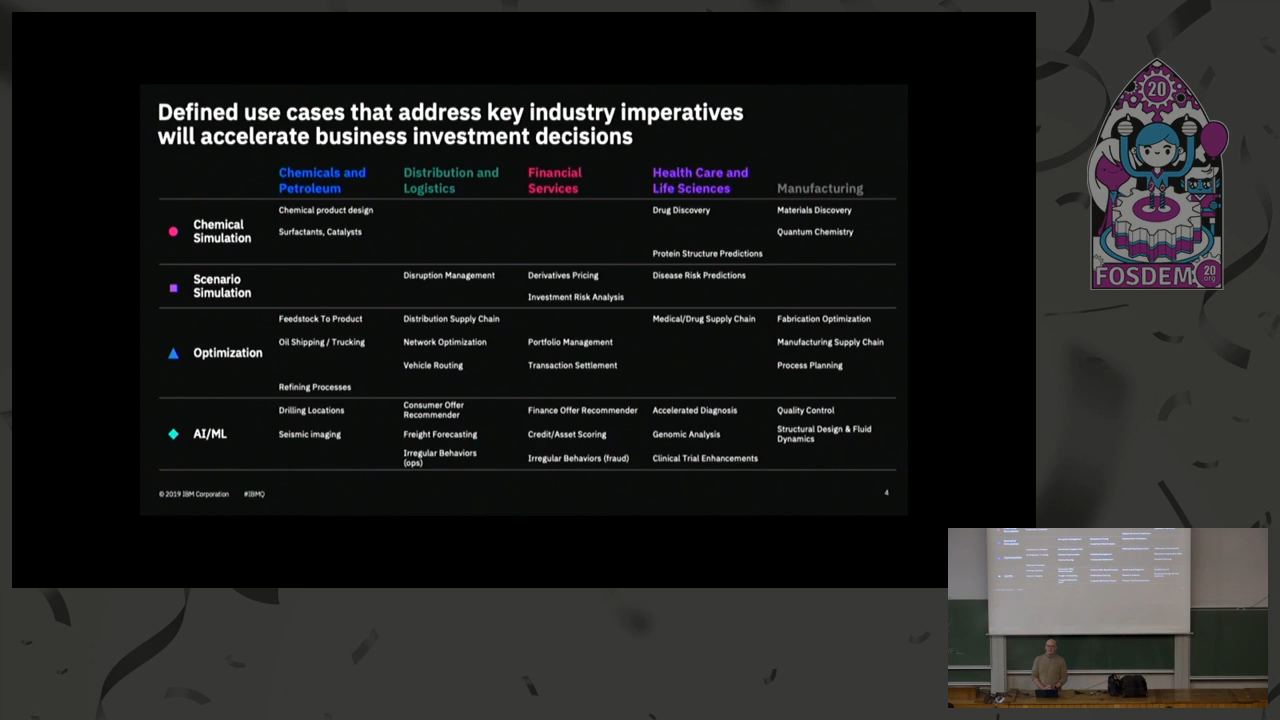 Defined use cases that address key industry imperatives
will accelerate business investment decisions
Chemicals and
Petroleum
Distribution and
Logistics
Financial
Services
Health Care and
Life Sciences
Manufacturing
Chemical
Simulation
Chemical product design
Surfactants, Catalysts
Drug Discovery
Protein Structure Predictions
Materials Discovery
Quantum Chemistry
Scenario
Simulation
Disruption Management
Derivatives Pricing
Investment Risk Analysis
Disease Risk Predictions
Optimization
Feedstock To Product
Oil Shipping / Trucking
Refining Processes
Distribution Supply Chain
Network Optimization
Vehicle Routing
Portfolio Management
Transaction Settlement
Medical/Drug Supply Chain
Fabrication Optimization
Manufacturing Supply Chain
Process Planning
AI/ML
Drilling Locations
Seismic imaging
Consumer Offer
Recommender
Freight Forecasting
Irregular Behaviors
(ops)
Finance Offer Recommender
Credit/Asset Scoring
Irregular Behaviors (fraud)
Accelerated Diagnosis
Genomic Analysis
Clinical Trial Enhancements
Quality Control
Structural Design & Fluid
Dynamics
© 2019 IBM Corporation
#IBMQ
4
20
FOSDEM
20
.org